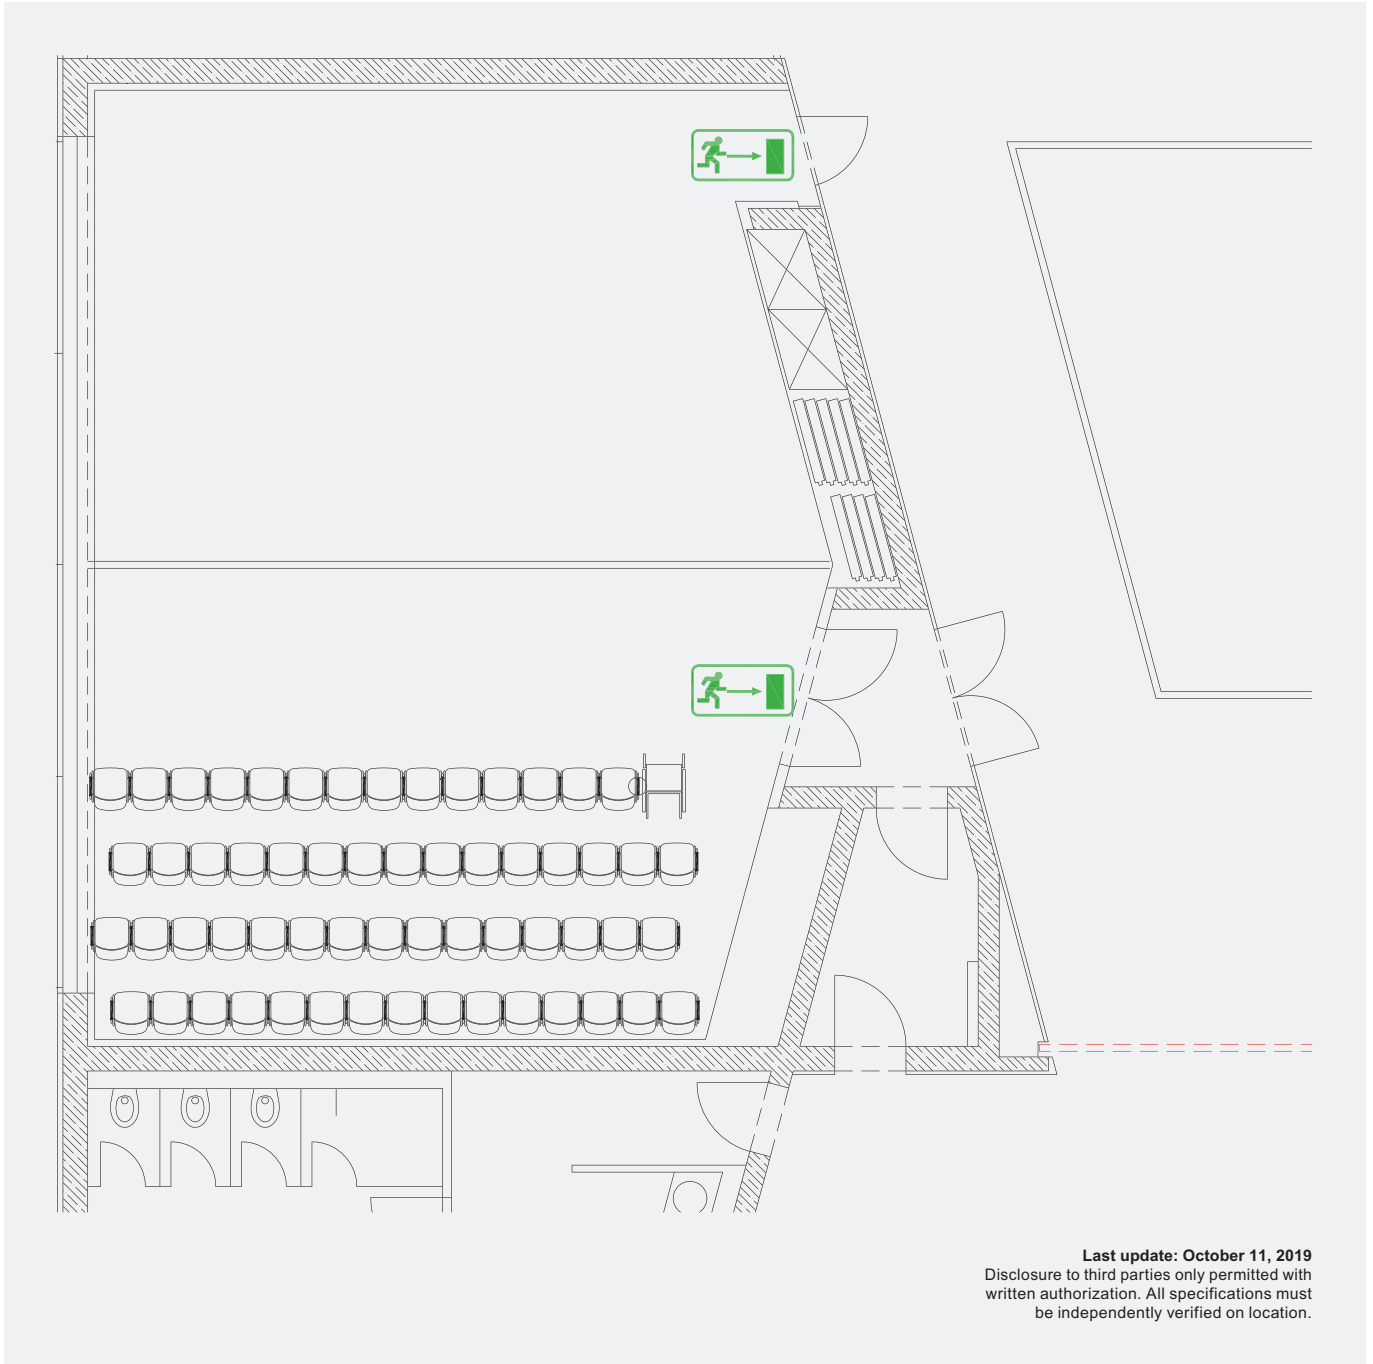 Last update: October 11, 2019
Disclosure to third parties only permitted with
written authorization. All specifications must
be independently verified on location.